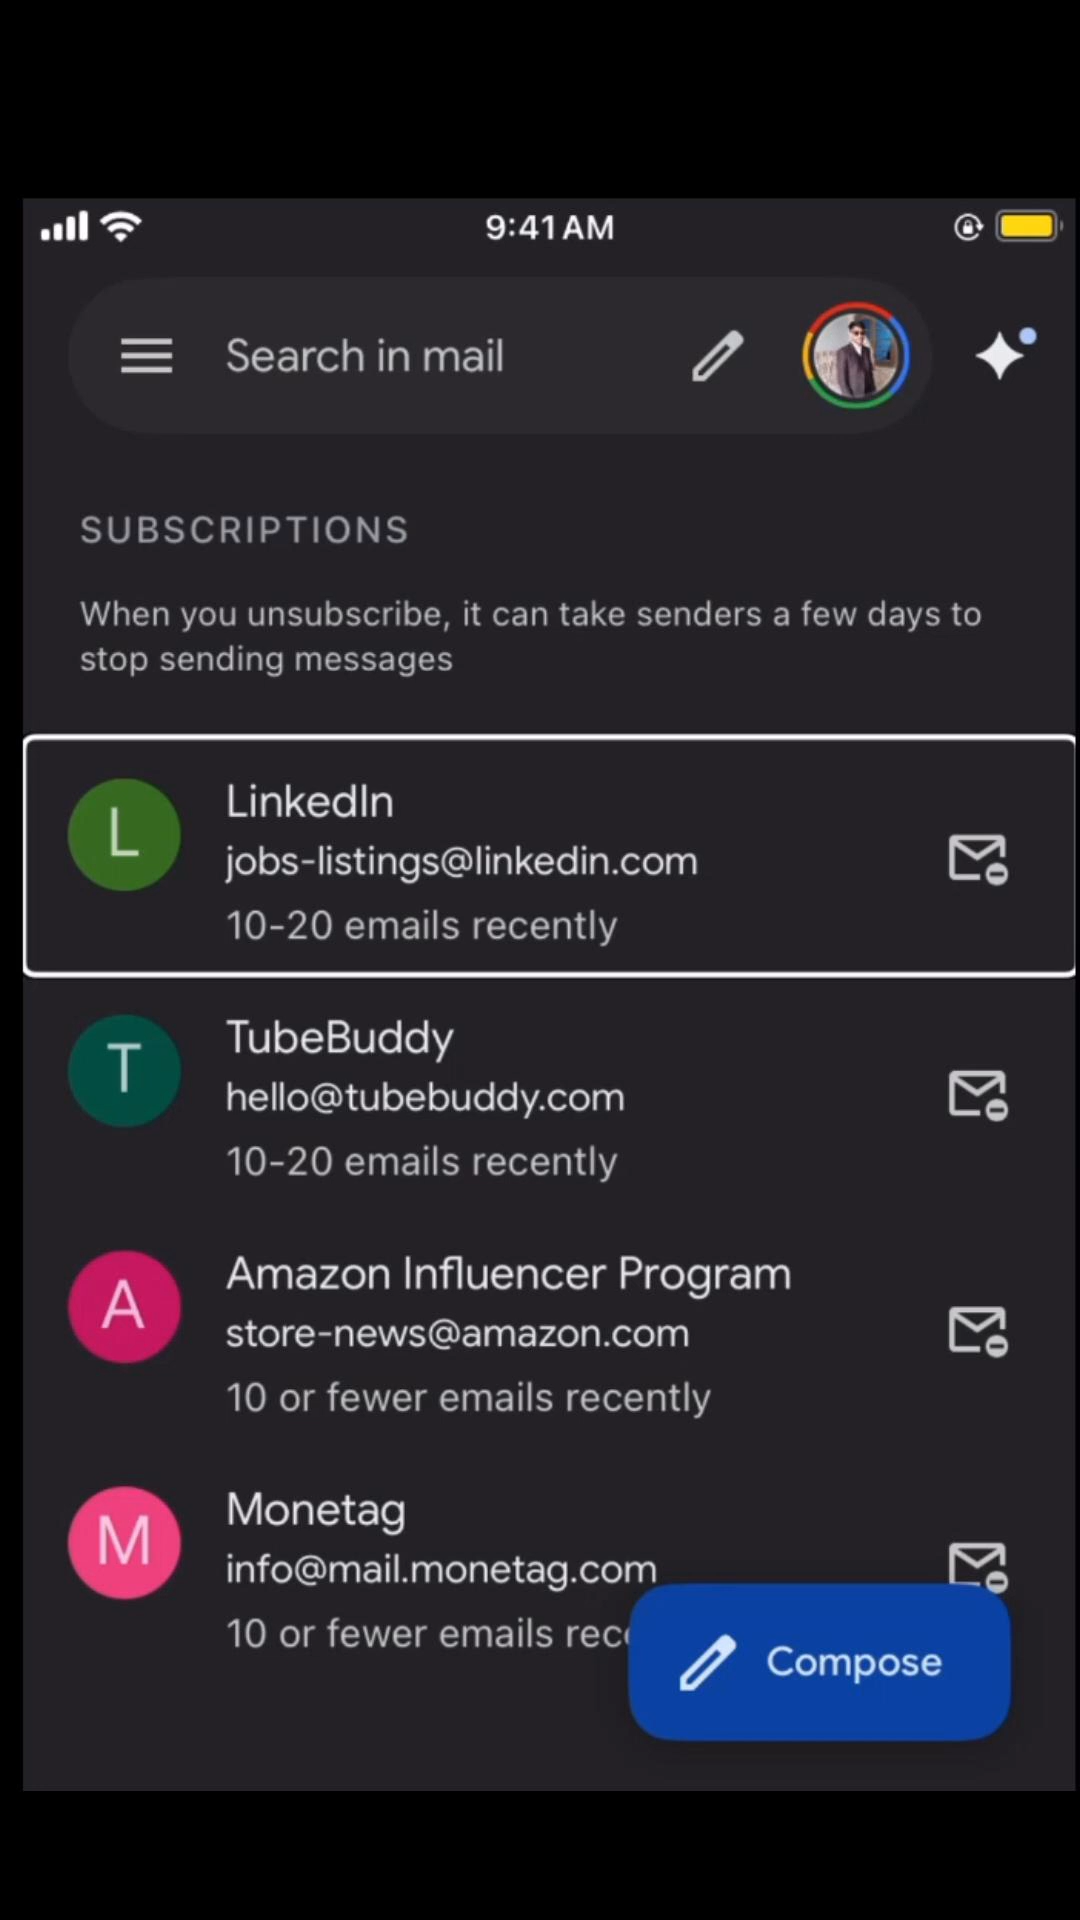 9:41 AM
Search in mail
SUBSCRIPTIONS
When you unsubscribe, it can take senders a few days to
stop sending messages
L
LinkedIn
jobs-listings@linkedin.com
10-20 emails recently
T
TubeBuddy
hello@tubebuddy.com
10-20 emails recently
A
Amazon Influencer Program
store-news@amazon.com
10 or fewer emails recently
M
Monetag
info@mail.monetag.com
10 or fewer emails
Compose